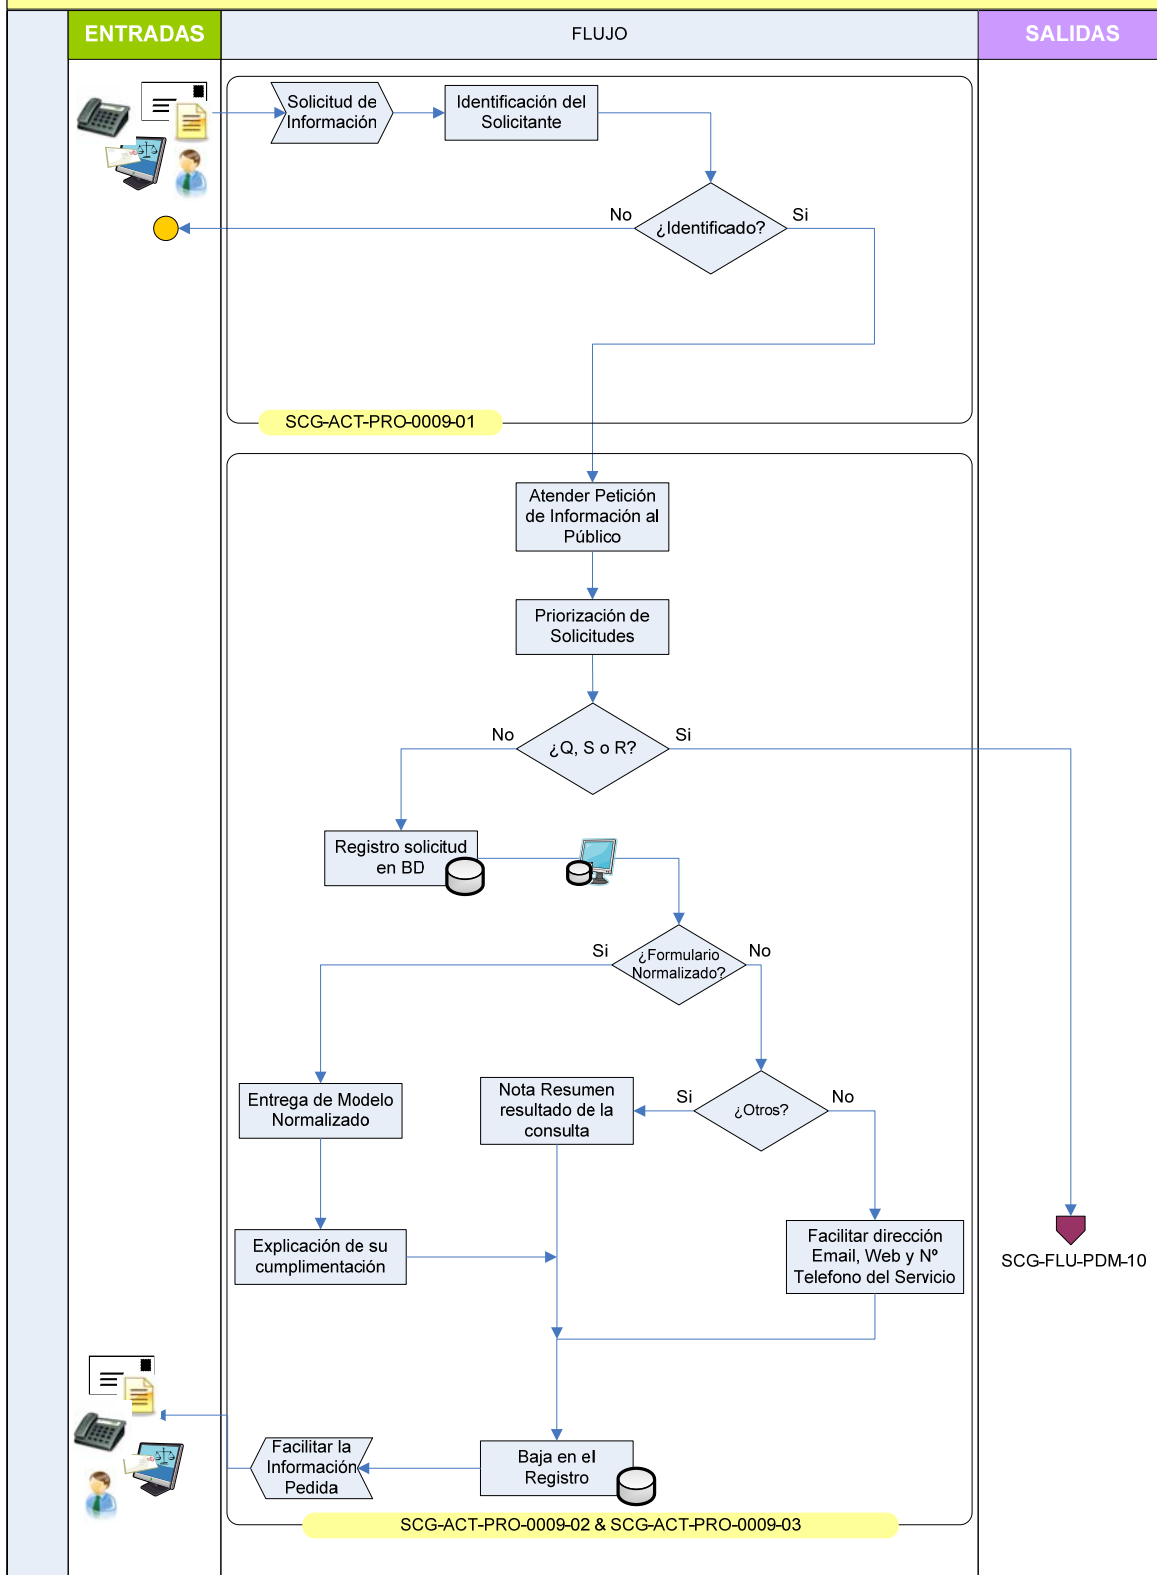 ENTRADAS
FLUJO
SALIDAS
Solicitud de
Información
Identificación del
Solicitante
No
¿Identificado?
Si
SCG-ACT-PRO-0009-01
Atender Petición
de Información al
Público
Priorización de
Solicitudes
No
¿Q, S o R?
Si
Registro solicitud
en BD
Si
¿Formulario
Normalizado?
No
Entrega de Modelo
Normalizado
Nota Resumen
resultado de la
consulta
Si
¿Otros?
No
Explicación de su
cumplimentación
Facilitar dirección
Email, Web y Nº
Telefono del Servicio
SCG-FLU-PDM-10
Facilitar la
Información
Pedida
Baja en el
Registro
SCG-ACT-PRO-0009-02 & SCG-ACT-PRO-0009-03